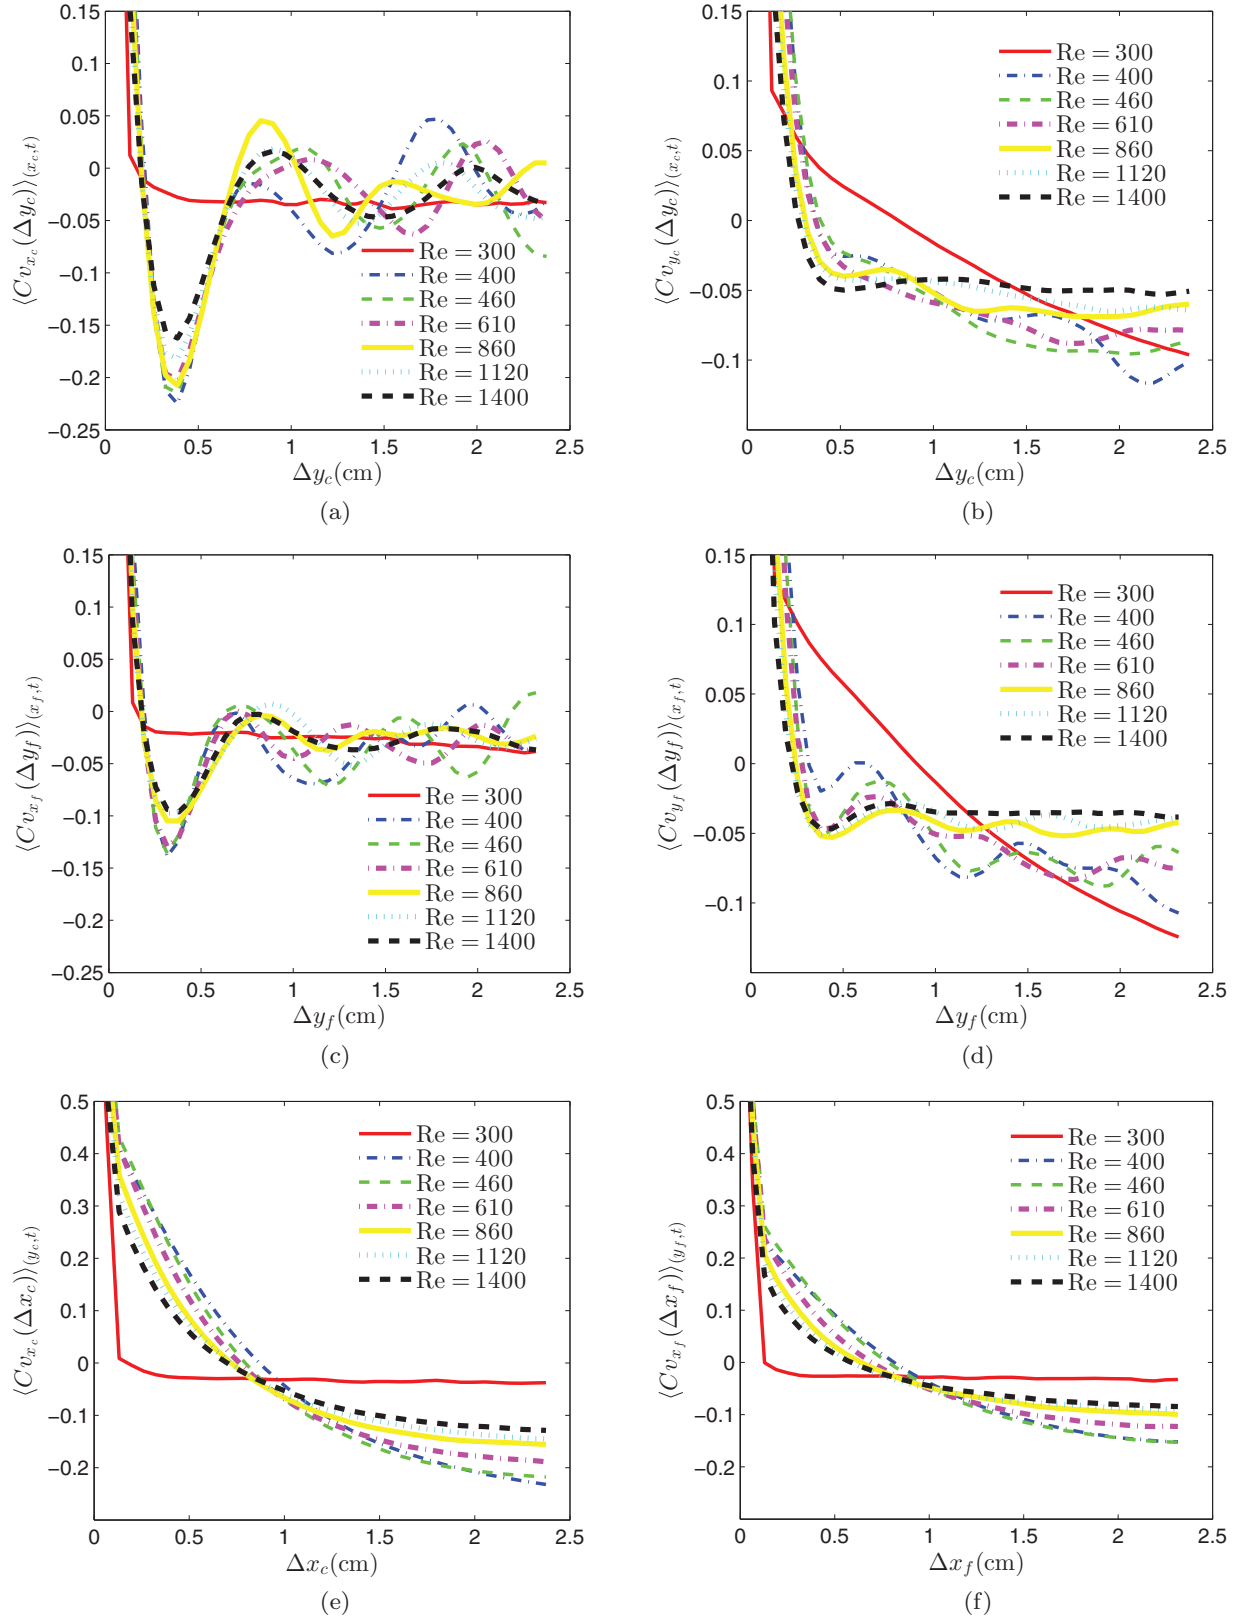 0.15
0.1
0.05
0
−0.05
−0.1
−0.15
−0.2
−0.25
0 0.5 1 1.5 2 2.5
⟨Cv_{x_c}(Δy_c)⟩_{(x_c,t)}
Δy_c(cm)
Re = 300
Re = 400
Re = 460
Re = 610
Re = 860
Re = 1120
Re = 1400
(a)
0.15
0.1
0.05
0
−0.05
−0.1
0 0.5 1 1.5 2 2.5
⟨Cv_{y_c}(Δy_c)⟩_{(x_c,t)}
Δy_c(cm)
Re = 300
Re = 400
Re = 460
Re = 610
Re = 860
Re = 1120
Re = 1400
(b)
0.15
0.1
0.05
0
−0.05
−0.1
−0.15
−0.2
−0.25
0 0.5 1 1.5 2 2.5
⟨Cv_{x_f}(Δy_f)⟩_{(x_f,t)}
Δy_f(cm)
Re = 300
Re = 400
Re = 460
Re = 610
Re = 860
Re = 1120
Re = 1400
(c)
0.15
0.1
0.05
0
−0.05
−0.1
0 0.5 1 1.5 2 2.5
⟨Cv_{y_f}(Δy_f)⟩_{(x_f,t)}
Δy_f(cm)
Re = 300
Re = 400
Re = 460
Re = 610
Re = 860
Re = 1120
Re = 1400
(d)
0.5
0.4
0.3
0.2
0.1
0
−0.1
−0.2
0 0.5 1 1.5 2 2.5
⟨Cv_{x_c}(Δx_c)⟩_{(y_c,t)}
Δx_c(cm)
Re = 300
Re = 400
Re = 460
Re = 610
Re = 860
Re = 1120
Re = 1400
(e)
0.5
0.4
0.3
0.2
0.1
0
−0.1
−0.2
0 0.5 1 1.5 2 2.5
⟨Cv_{x_f}(Δx_f)⟩_{(y_f,t)}
Δx_f(cm)
Re = 300
Re = 400
Re = 460
Re = 610
Re = 860
Re = 1120
Re = 1400
(f)